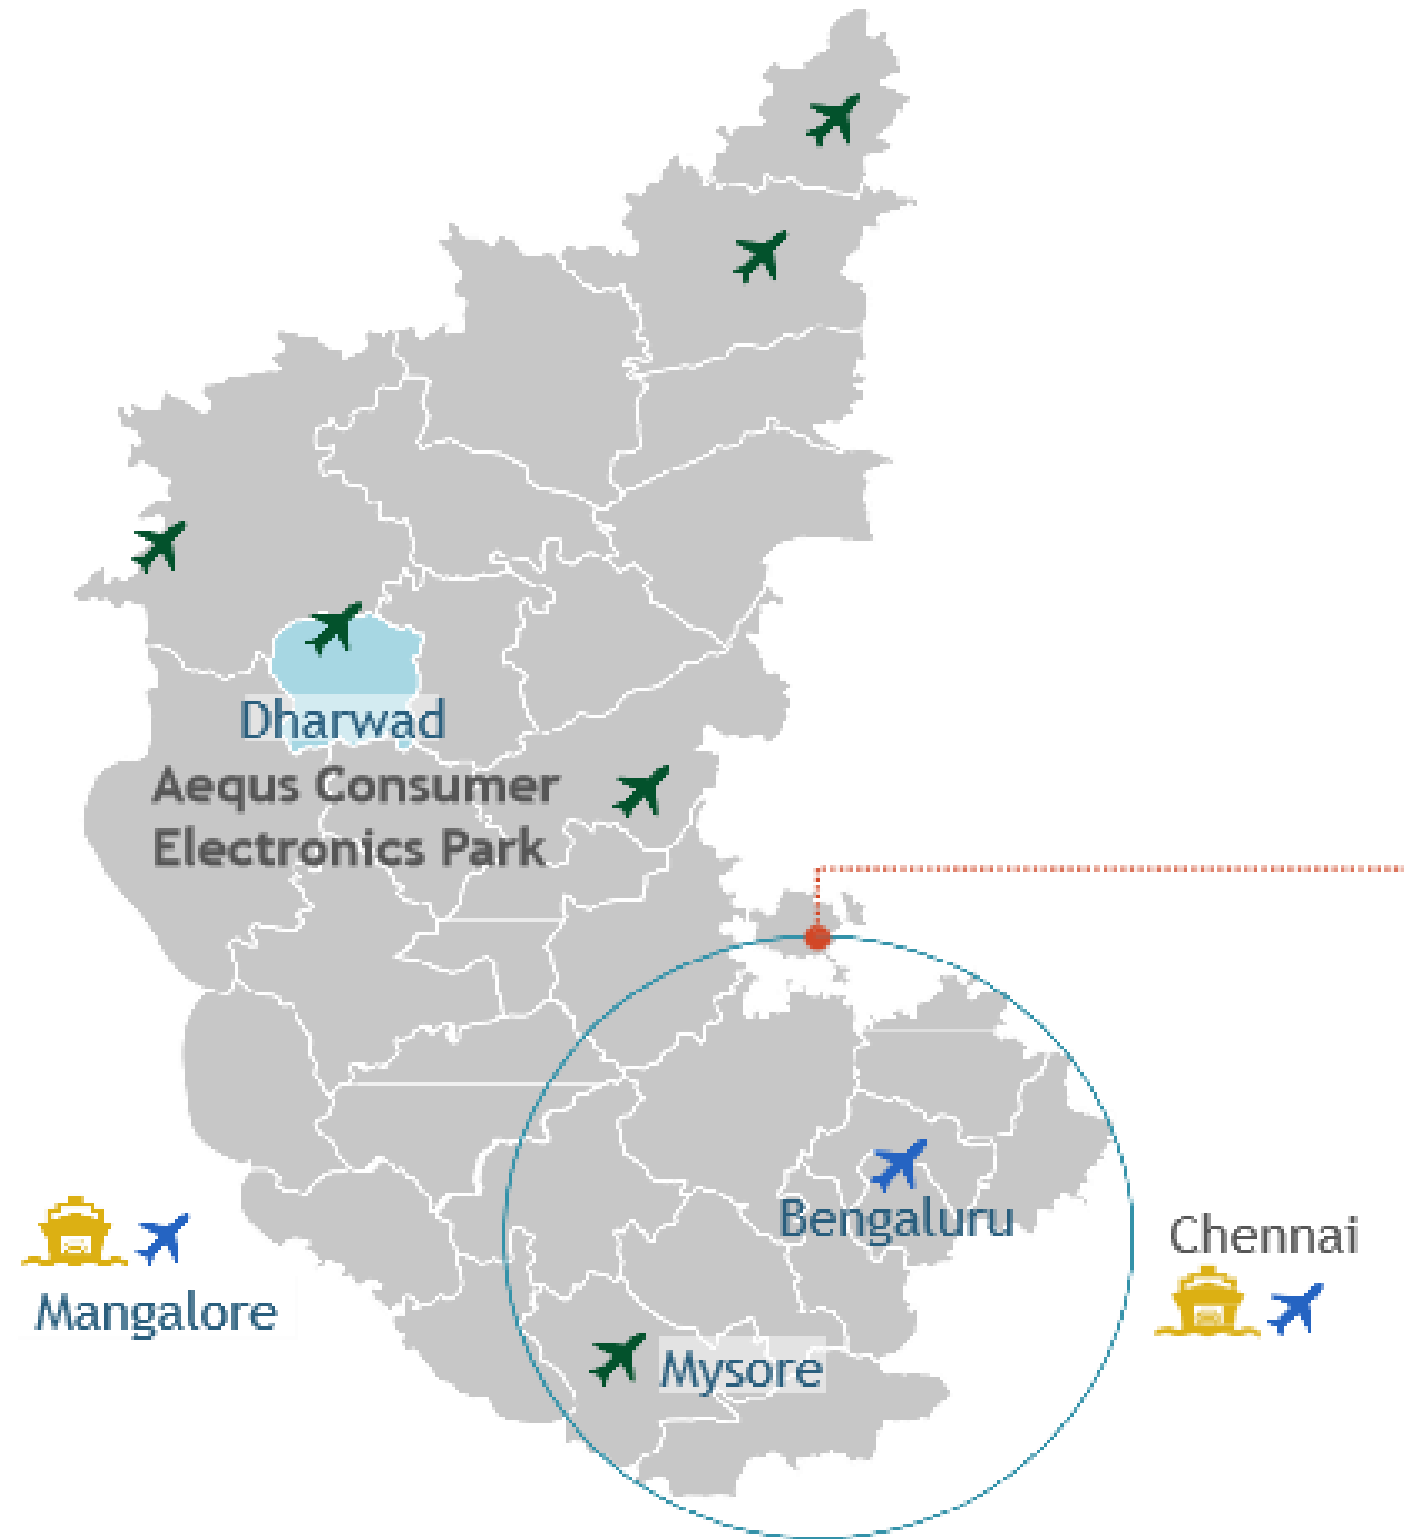 Dharwad
Aequs Consumer
Electronics Park
Bengaluru
Chennai
Mangalore
Mysore